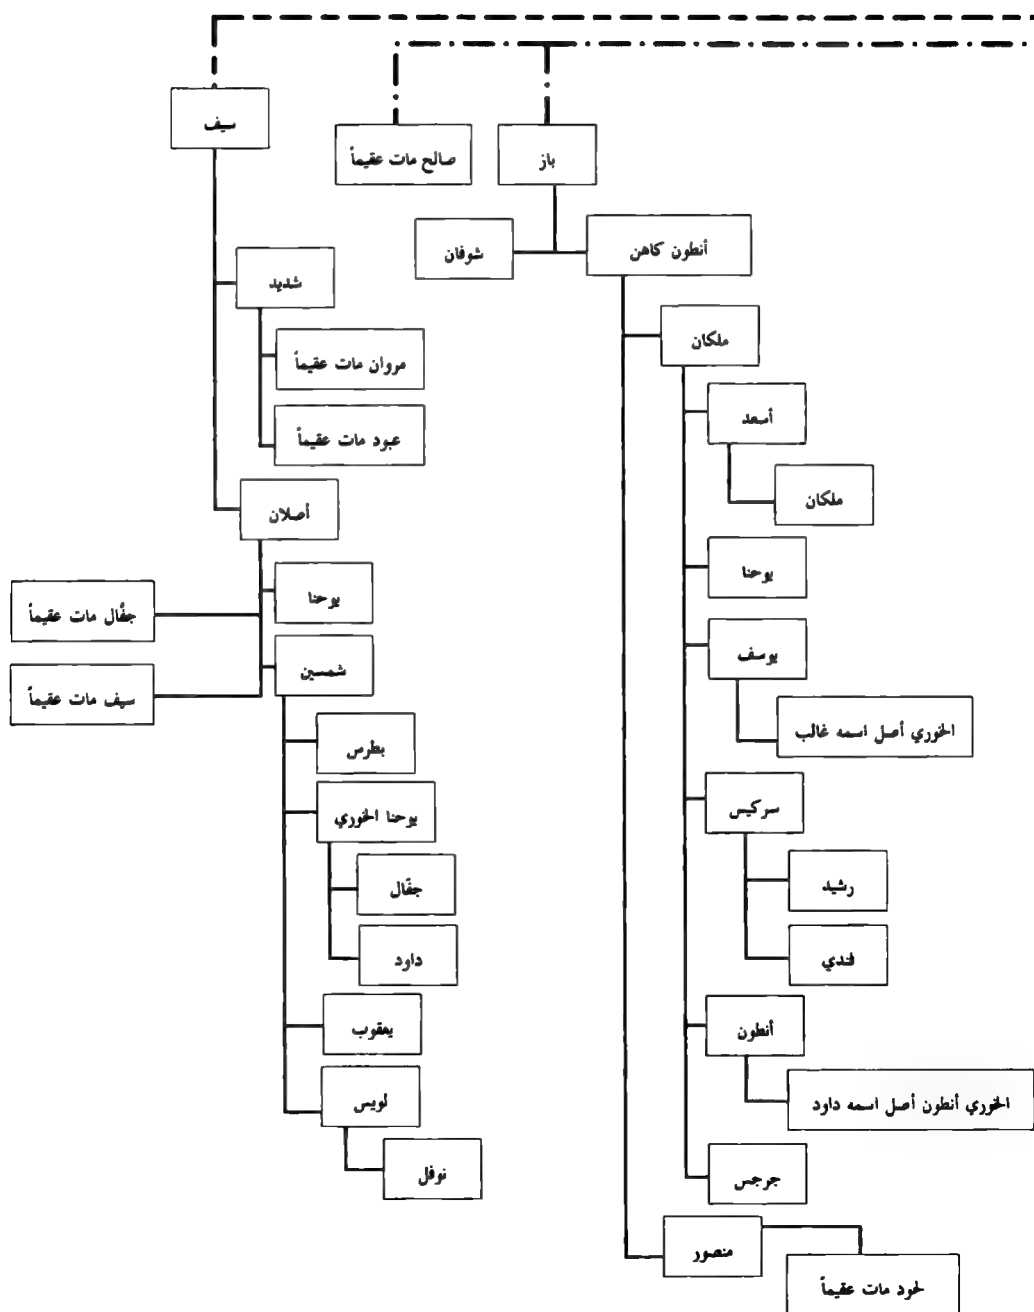 سيف
صالح مات عقيماً
باز
شوفان
أنطون كاهن
شديد
ملكان
مروان مات عقيماً
أسعد
عبود مات عقيماً
ملكان
أصلان
يوحنا
يوحنا
جفّال مات عقيماً
يوسف
شمسين
سيف مات عقيماً
الخوري أصل اسمه غالب
بطرس
سركيس
يوحنا الخوري
رشيد
جفّال
فندي
داود
أنطون
يعقوب
الخوري أنطون أصل اسمه داود
لويس
نوفل
جرجس
منصور
لحود مات عقيماً